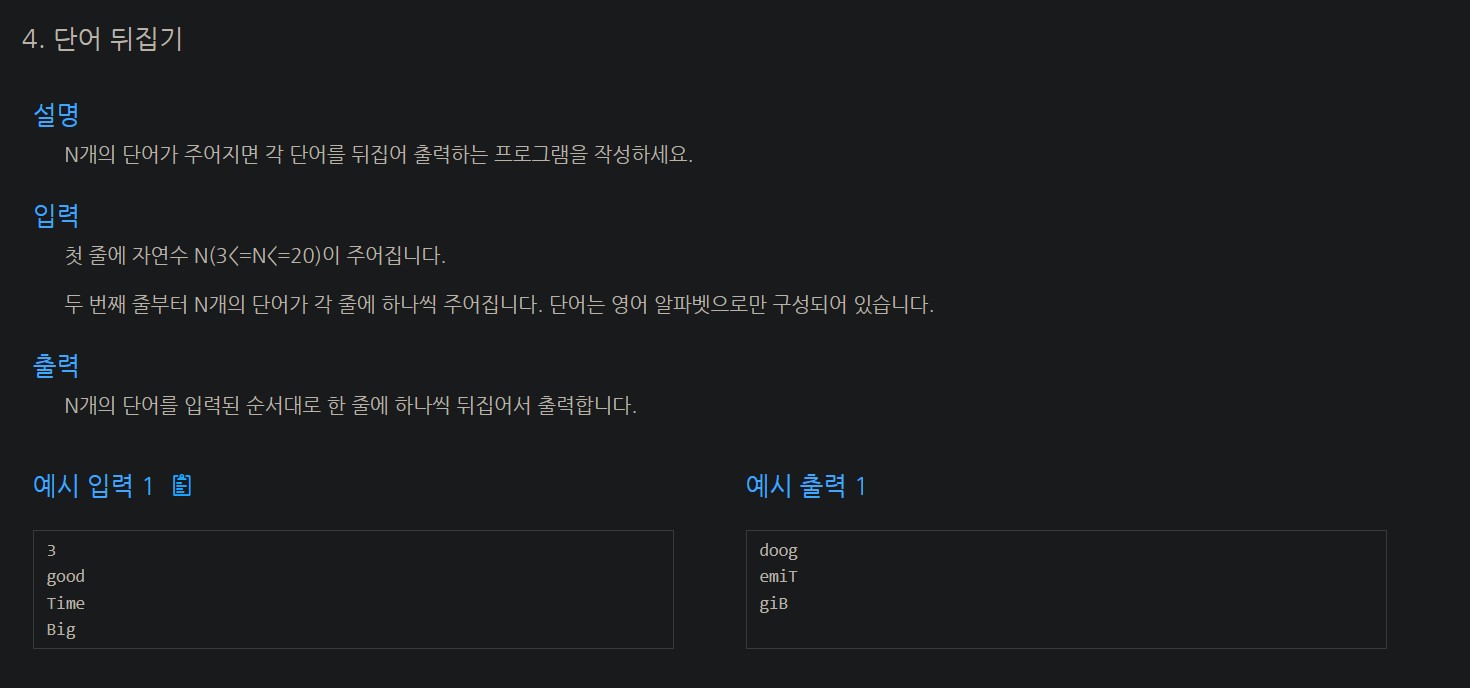 4. 단어 뒤집기
설명
N개의 단어가 주어지면 각 단어를 뒤집어 출력하는 프로그램을 작성하세요.
입력
첫 줄에 자연수 N(3<=N<=20)이 주어집니다.
두 번째 줄부터 N개의 단어가 각 줄에 하나씩 주어집니다. 단어는 영어 알파벳으로만 구성되어 있습니다.
출력
N개의 단어를 입력된 순서대로 한 줄에 하나씩 뒤집어서 출력합니다.
예시 입력 1
3
good
Time
Big
예시 출력 1
doog
emiT
giB